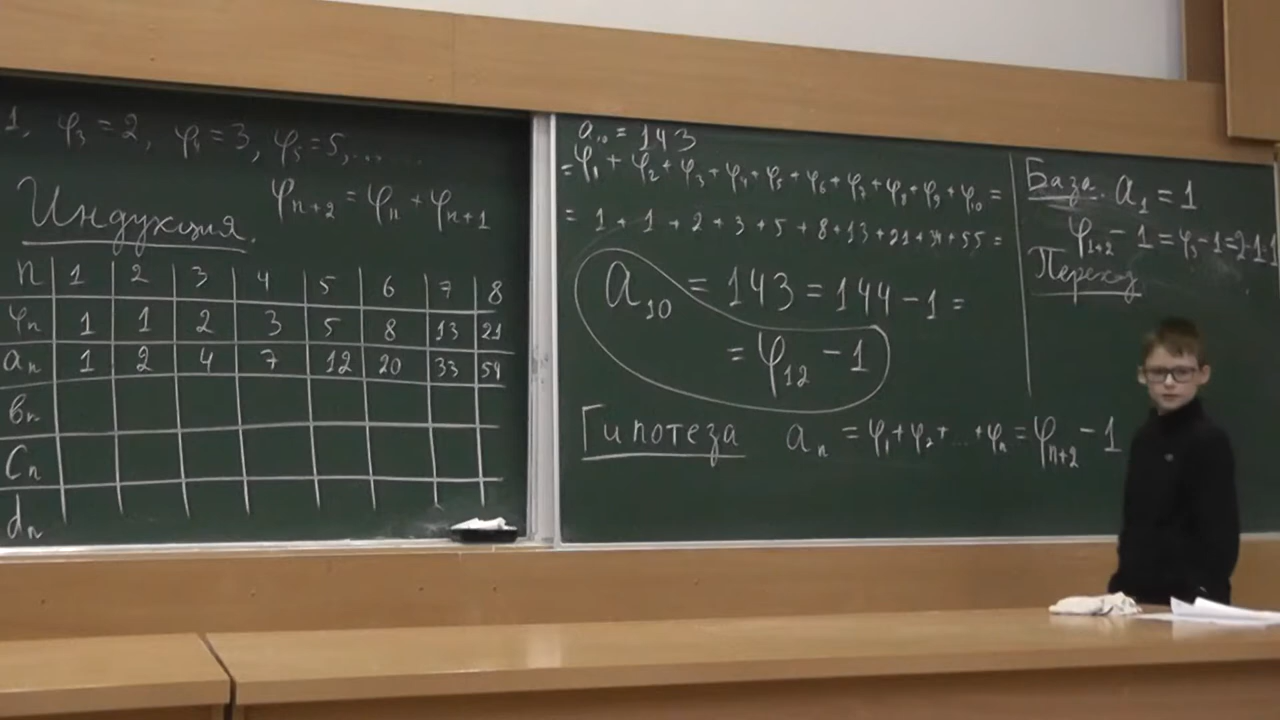 1, φ₃ = 2, φ₄ = 3, φ₅ = 5, ......
Индукция.
φₙ₊₂ = φₙ + φₙ₊₁
n 1 2 3 4 5 6 7 8
φₙ 1 1 2 3 5 8 13 21
aₙ 1 2 4 7 12 20 33 54
bₙ
cₙ
dₙ
a₁₀ = 143
= φ₁ + φ₂ + φ₃ + φ₄ + φ₅ + φ₆ + φ₇ + φ₈ + φ₉ + φ₁₀ =
= 1 + 1 + 2 + 3 + 5 + 8 + 13 + 21 + 34 + 55 =
a₁₀ = 143 = 144 − 1 =
= φ₁₂ − 1
Гипотеза aₙ = φ₁ + φ₂ + ... + φₙ = φₙ₊₂ − 1
База. a₁ = 1
φ₁₊₂ − 1 = φ₃ − 1 = 2 - 1 = 1
Переход